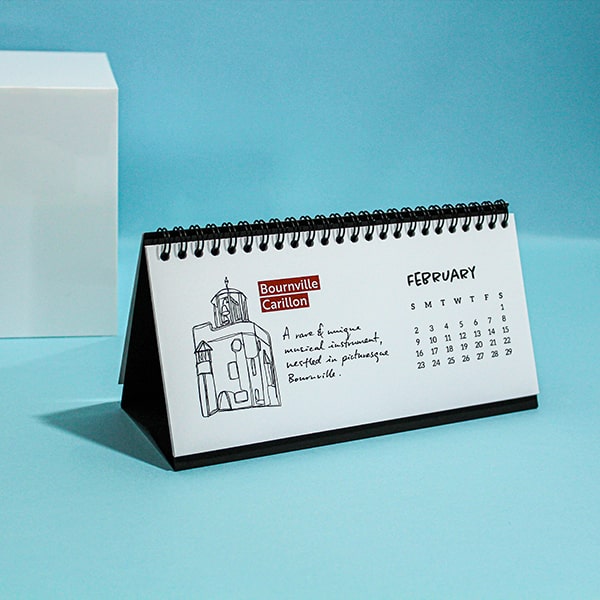 Bournville
Carillon
A rare & unique
musical instrument,
nestled in picturesque
Bournville.
FEBRUARY
S M T W T F S
1
2 3 4 5 6 7 8
9 10 11 12 13 14 15
16 17 18 19 20 21 22
23 24 25 26 27 28 29